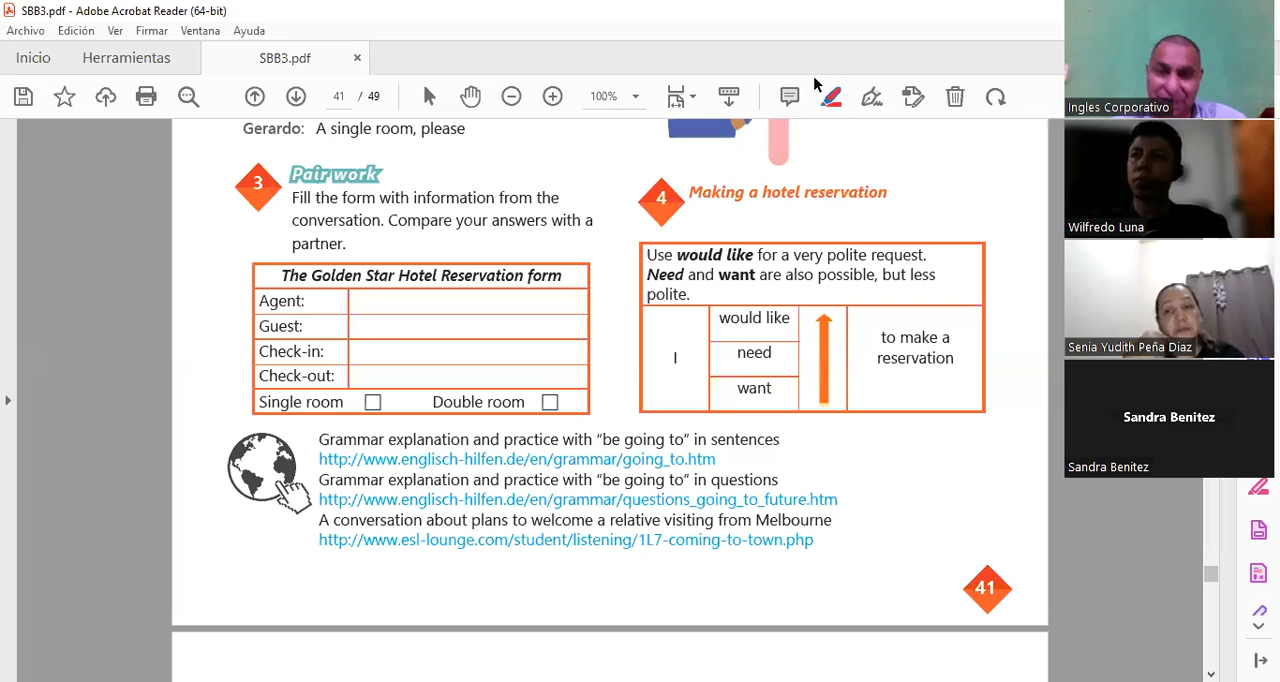 SBB3.pdf - Adobe Acrobat Reader (64-bit)
Archivo Edición Ver Firmar Ventana Ayuda
Inicio Herramientas SBB3.pdf ×
41 / 49 100%
Gerardo: A single room, please
3 Pair work
Fill the form with information from the
conversation. Compare your answers with a
partner.
The Golden Star Hotel Reservation form
Agent:
Guest:
Check-in:
Check-out:
Single room Double room
4 Making a hotel reservation
Use would like for a very polite request.
Need and want are also possible, but less
polite.
I
would like
need
want
to make a
reservation
Grammar explanation and practice with “be going to” in sentences
http://www.englisch-hilfen.de/en/grammar/going_to.htm
Grammar explanation and practice with “be going to” in questions
http://www.englisch-hilfen.de/en/grammar/questions_going_to_future.htm
A conversation about plans to welcome a relative visiting from Melbourne
http://www.esl-lounge.com/student/listening/1L7-coming-to-town.php
41
Ingles Corporativo
Wilfredo Luna
Senia Yudith Peña Diaz
Sandra Benitez
Sandra Benitez